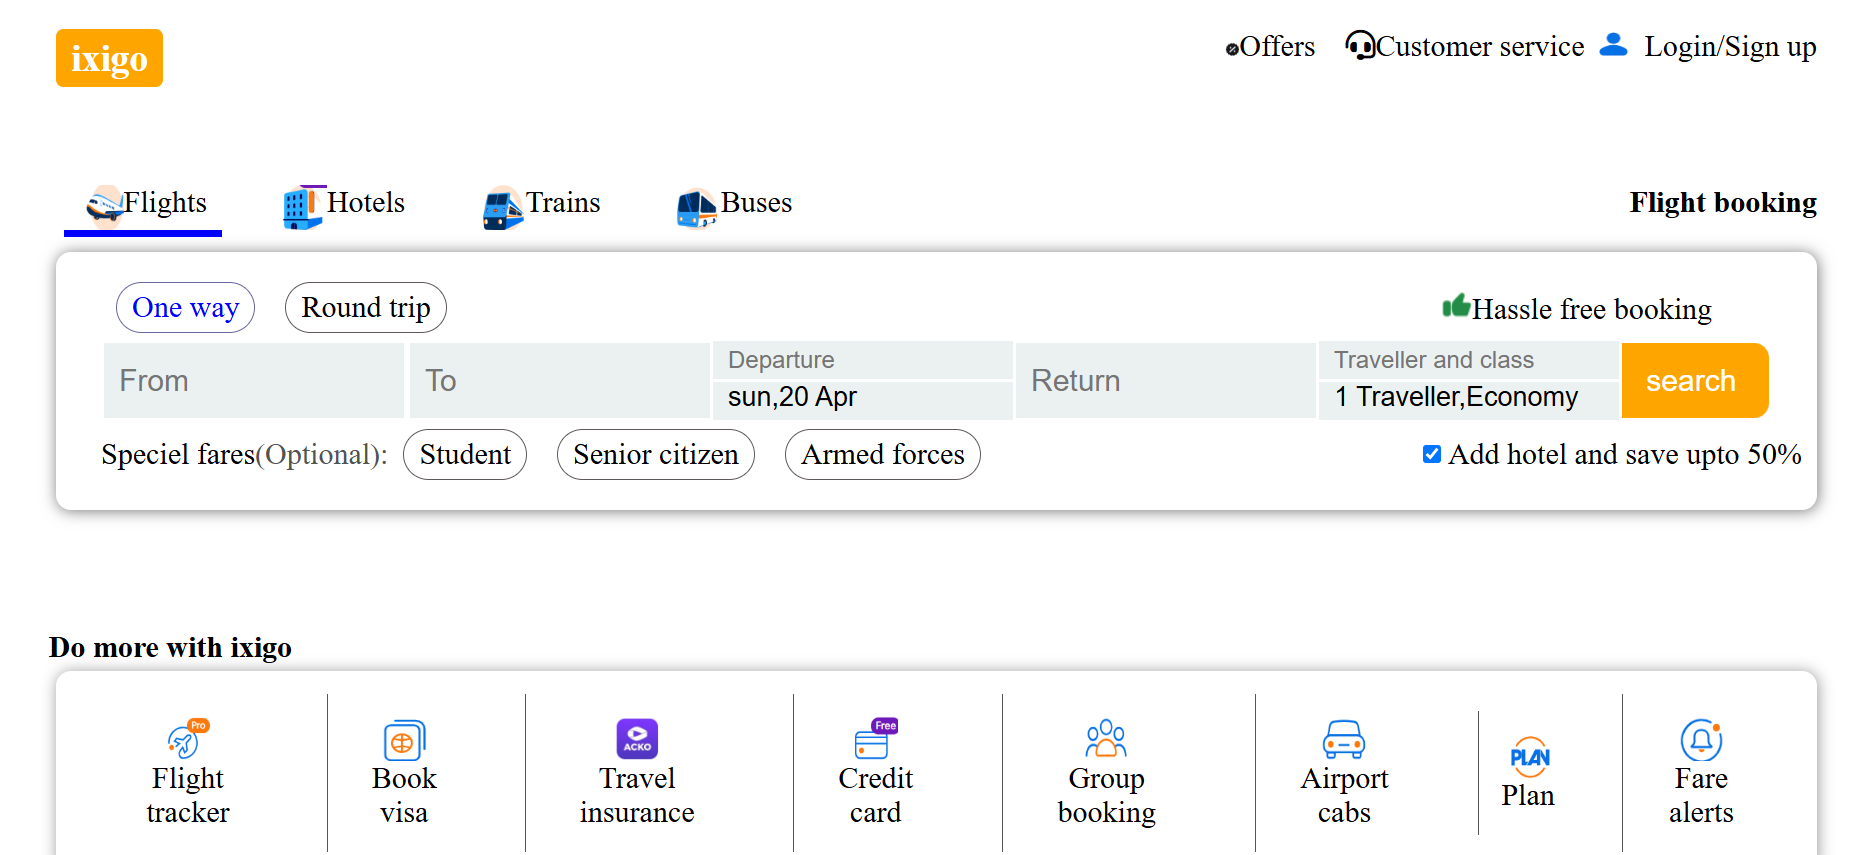 ixigo
Offers Customer service Login/Sign up
Flights Hotels Trains Buses Flight booking
One way Round trip Hassle free booking
From To Departure Return Traveller and class search
sun,20 Apr 1 Traveller,Economy
Speciel fares(Optional): Student Senior citizen Armed forces Add hotel and save upto 50%
Do more with ixigo
Pro
Flight
tracker
Book
visa
ACKO
Travel
insurance
Free
Credit
card
Group
booking
Airport
cabs
PLAN
Plan
Fare
alerts